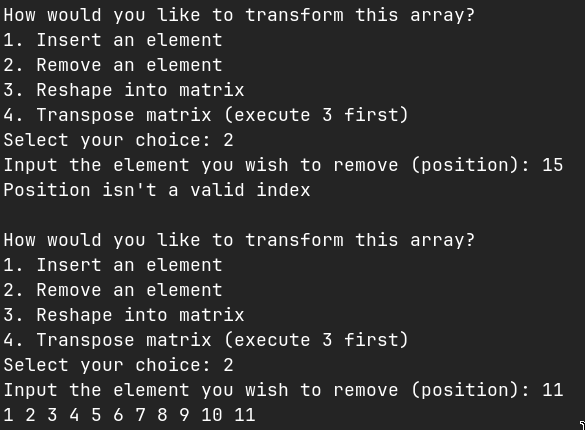 How would you like to transform this array?
1. Insert an element
2. Remove an element
3. Reshape into matrix
4. Transpose matrix (execute 3 first)
Select your choice: 2
Input the element you wish to remove (position): 15
Position isn't a valid index

How would you like to transform this array?
1. Insert an element
2. Remove an element
3. Reshape into matrix
4. Transpose matrix (execute 3 first)
Select your choice: 2
Input the element you wish to remove (position): 11
1 2 3 4 5 6 7 8 9 10 11